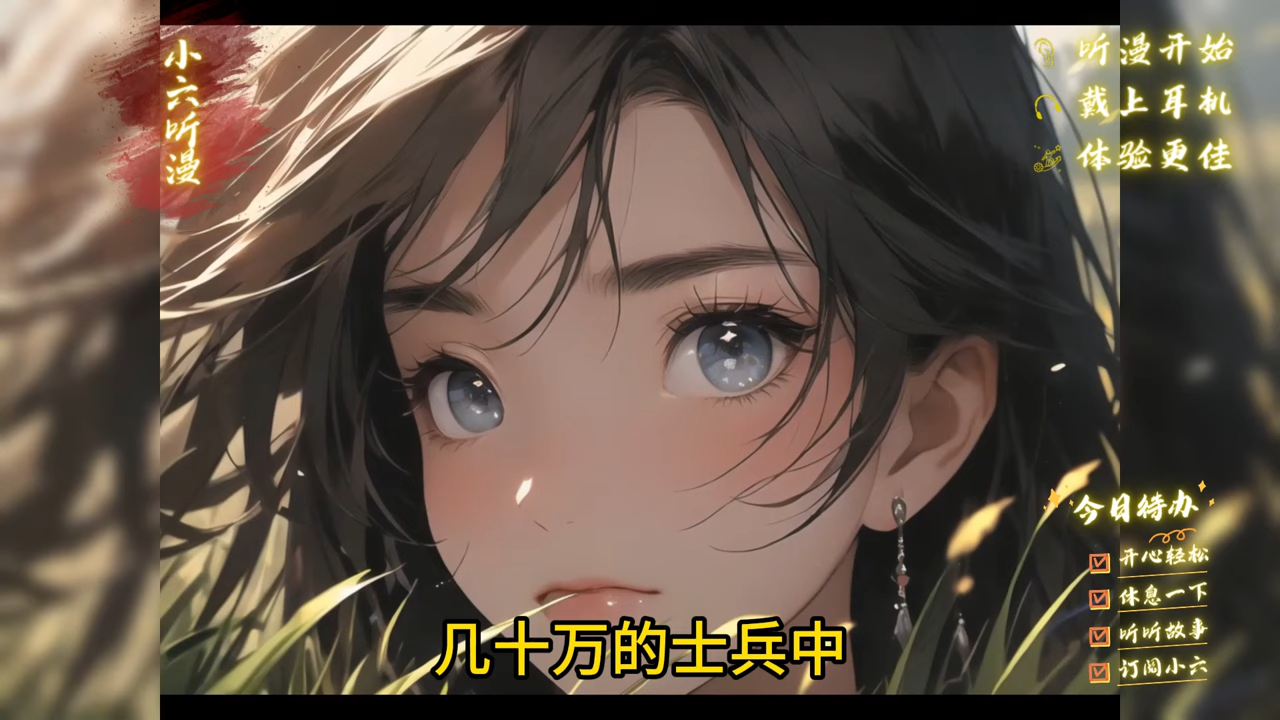 小六听漫
听漫开始
戴上耳机
体验更佳
今日待办
开心轻松
休息一下
听听故事
订阅小六
几十万的士兵中